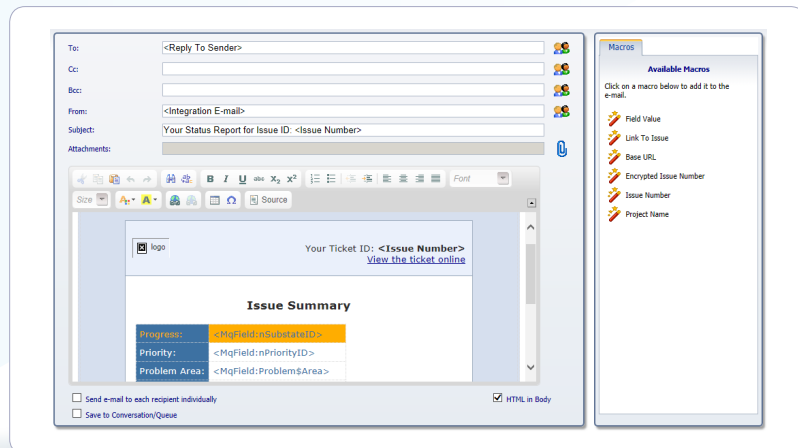 To:
<Reply To Sender>
Cc:
Bcc:
From:
<Integration E-mail>
Subject:
Your Status Report for Issue ID: <Issue Number>
Attachments:
B I U abc X₂ X²
Font
Size
A
A
Ω
Source
logo
Your Ticket ID: <Issue Number>
View the ticket online
Issue Summary
Progress: <MqField:nSubstateID>
Priority: <MqField:nPriorityID>
Problem Area: <MqField:Problem$Area>
Send e-mail to each recipient individually
HTML in Body
Save to Conversation/Queue
Macros
Available Macros
Click on a macro below to add it to the
e-mail.
Field Value
Link To Issue
Base URL
Encrypted Issue Number
Issue Number
Project Name